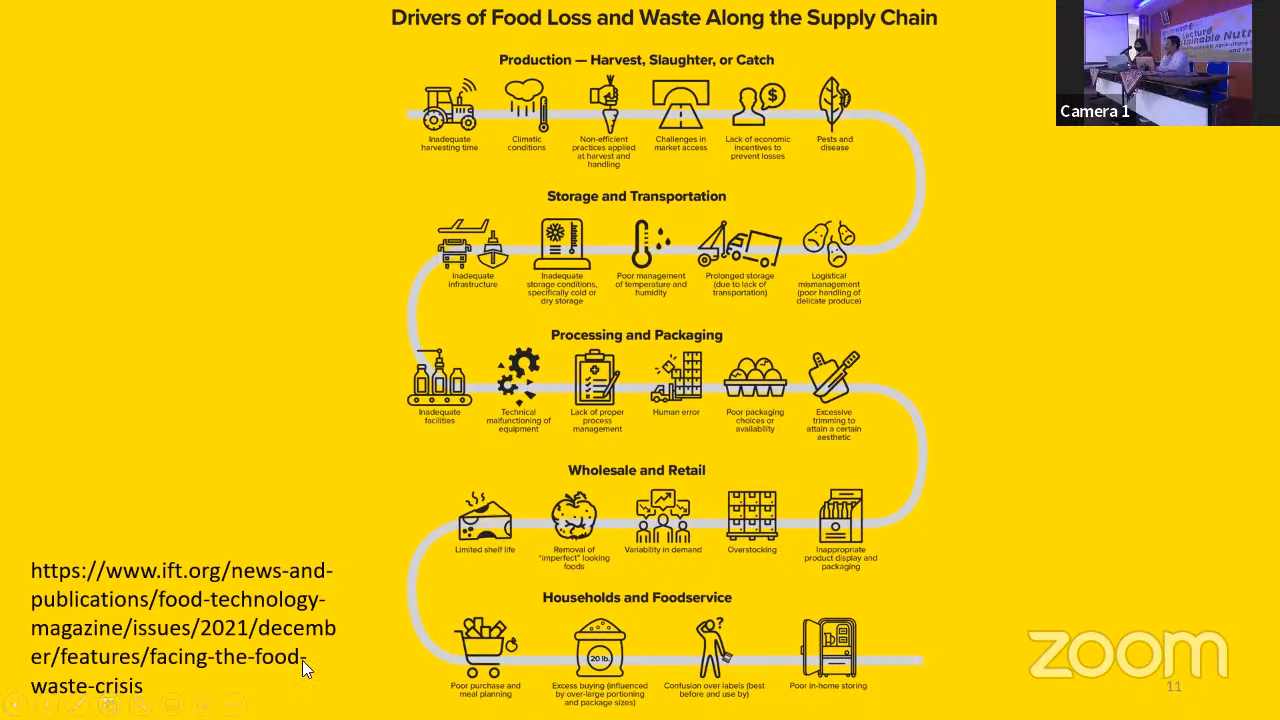 Drivers of Food Loss and Waste Along the Supply Chain
Production — Harvest, Slaughter, or Catch
Inadequate
harvesting time
Climatic
conditions
Non-efficient
practices applied
at harvest and
handling
Challenges in
market access
Lack of economic
incentives to
prevent losses
Pests and
disease
Storage and Transportation
Inadequate
infrastructure
Inadequate
storage conditions,
specifically cold or
dry storage
Poor management
of temperature and
humidity
Prolonged storage
(due to lack of
transportation)
Logistical
mismanagement
(poor handling of
delicate produce)
Processing and Packaging
Inadequate
facilities
Technical
malfunctioning of
equipment
Lack of proper
process
management
Human error
Poor packaging
choices or
availability
Excessive
trimming to
attain a certain
aesthetic
Wholesale and Retail
Limited shelf life
Removal of
“imperfect” looking
foods
Variability in demand
Overstocking
Inappropriate
product display and
packaging
Households and Foodservice
20 lb.
Poor purchase and
meal planning
Excess buying (influenced
by over-large portioning
and package sizes)
Confusion over labels (best
before and use by)
Poor in-home storing
https://www.ift.org/news-and-
publications/food-technology-
magazine/issues/2021/decemb
er/features/facing-the-food-
waste-crisis
Lecture
stainable Nutr
Camera 1
zoom
11